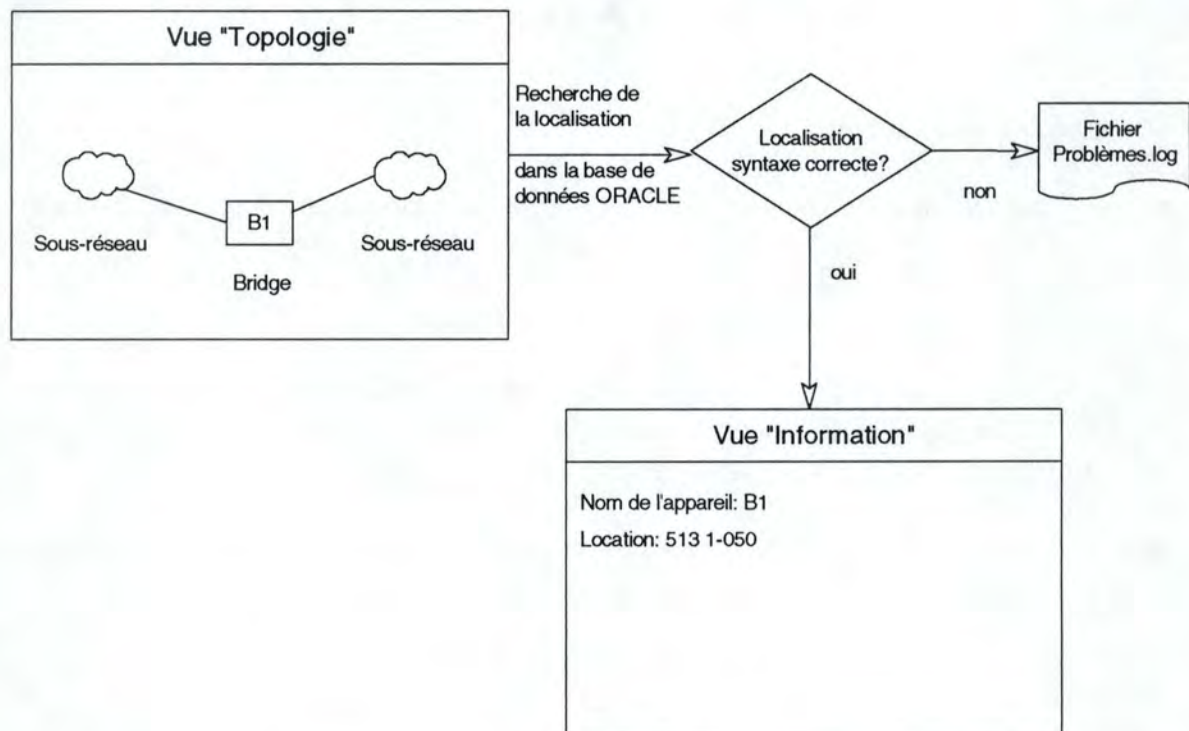 Vue "Topologie"
Sous-réseau
B1
Bridge
Sous-réseau
Recherche de
la localisation
dans la base de
données ORACLE
Localisation
syntaxe correcte?
non
Fichier
Problèmes.log
oui
Vue "Information"
Nom de l'appareil: B1
Location: 513 1-050